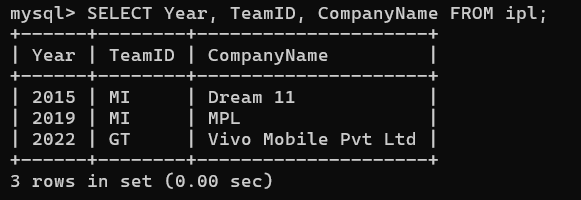 mysql> SELECT Year, TeamID, CompanyName FROM ipl;
+------+--------+--------------------+
| Year | TeamID | CompanyName        |
+------+--------+--------------------+
| 2015 | MI     | Dream 11           |
| 2019 | MI     | MPL                |
| 2022 | GT     | Vivo Mobile Pvt Ltd |
+------+--------+--------------------+
3 rows in set (0.00 sec)